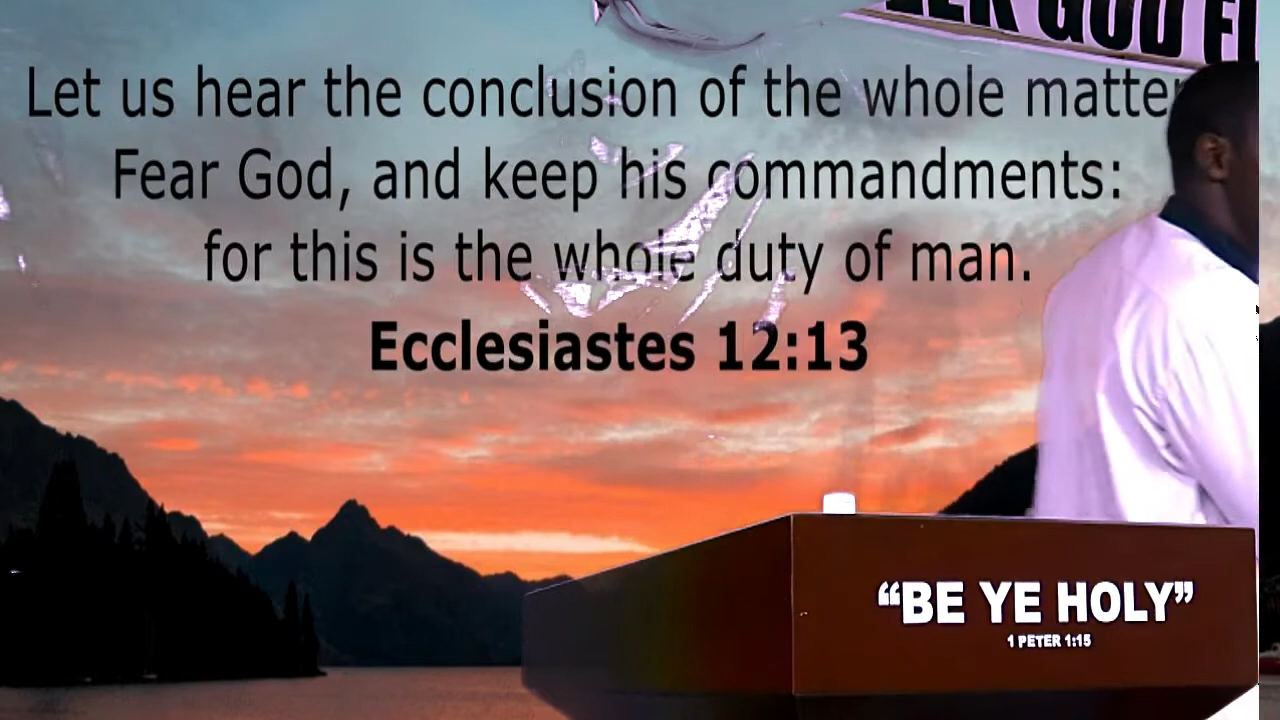 GOD
Let us hear the conclusion of the whole matter
Fear God, and keep his commandments:
for this is the whole duty of man.
Ecclesiastes 12:13
“BE YE HOLY”
1 PETER 1:15